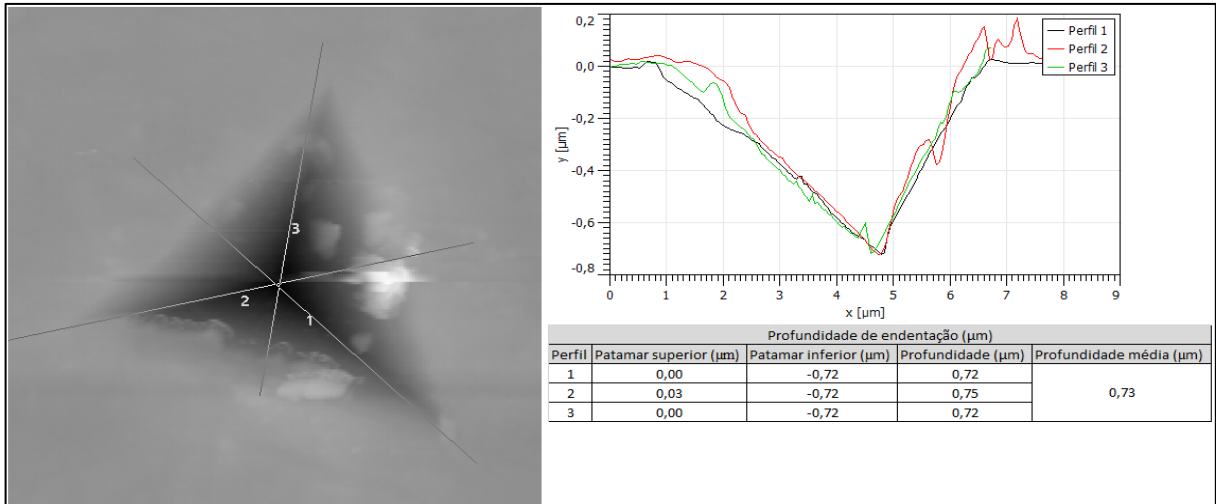 3
2
1
0,2
0,0
-0,2
-0,4
-0,6
-0,8
y [µm]
Perfil 1
Perfil 2
Perfil 3
0 1 2 3 4 5 6 7 8 9
x [µm]
Profundidade de endentação (µm)
Perfil Patamar superior (µm) Patamar inferior (µm) Profundidade (µm) Profundidade média (µm)
1 0,00 -0,72 0,72
2 0,03 -0,72 0,75 0,73
3 0,00 -0,72 0,72